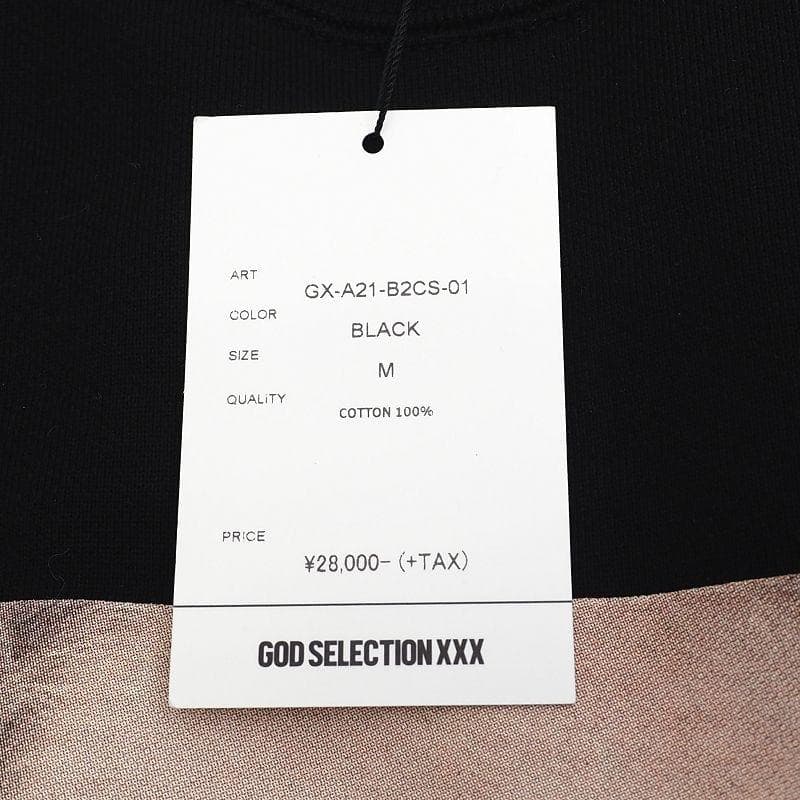 ART GX-A21-B2CS-01
COLOR BLACK
SIZE M
QUALiTY COTTON 100%
PRICE ¥28,000- (+TAX)
GOD SELECTION XXX